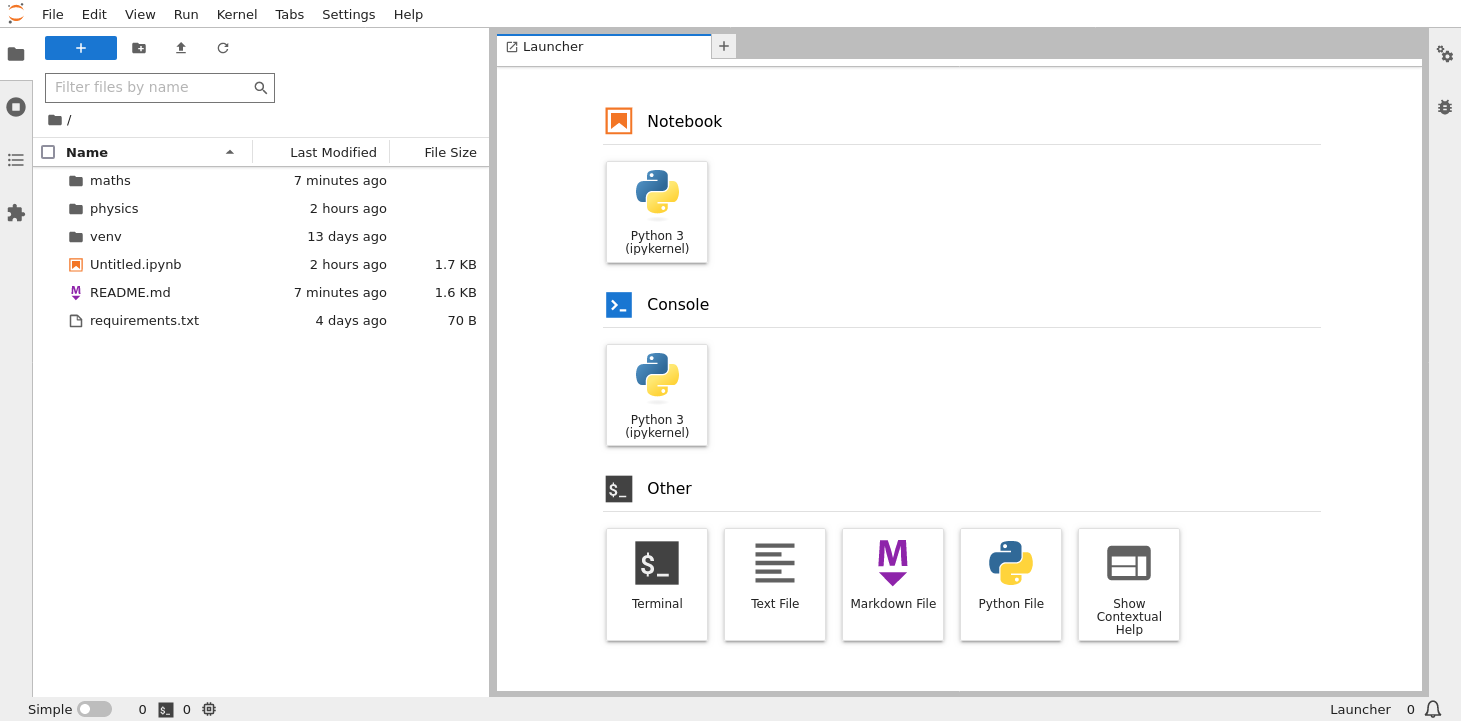 File Edit View Run Kernel Tabs Settings Help
Launcher
Filter files by name
/
Name Last Modified File Size
maths 7 minutes ago
physics 2 hours ago
venv 13 days ago
Untitled.ipynb 2 hours ago 1.7 KB
README.md 7 minutes ago 1.6 KB
requirements.txt 4 days ago 70 B
Notebook
Python 3
(ipykernel)
Console
Python 3
(ipykernel)
$_ Other
$_
M
Terminal
Text File
Markdown File
Python File
Show
Contextual
Help
Simple 0 $_ 0
Launcher 0